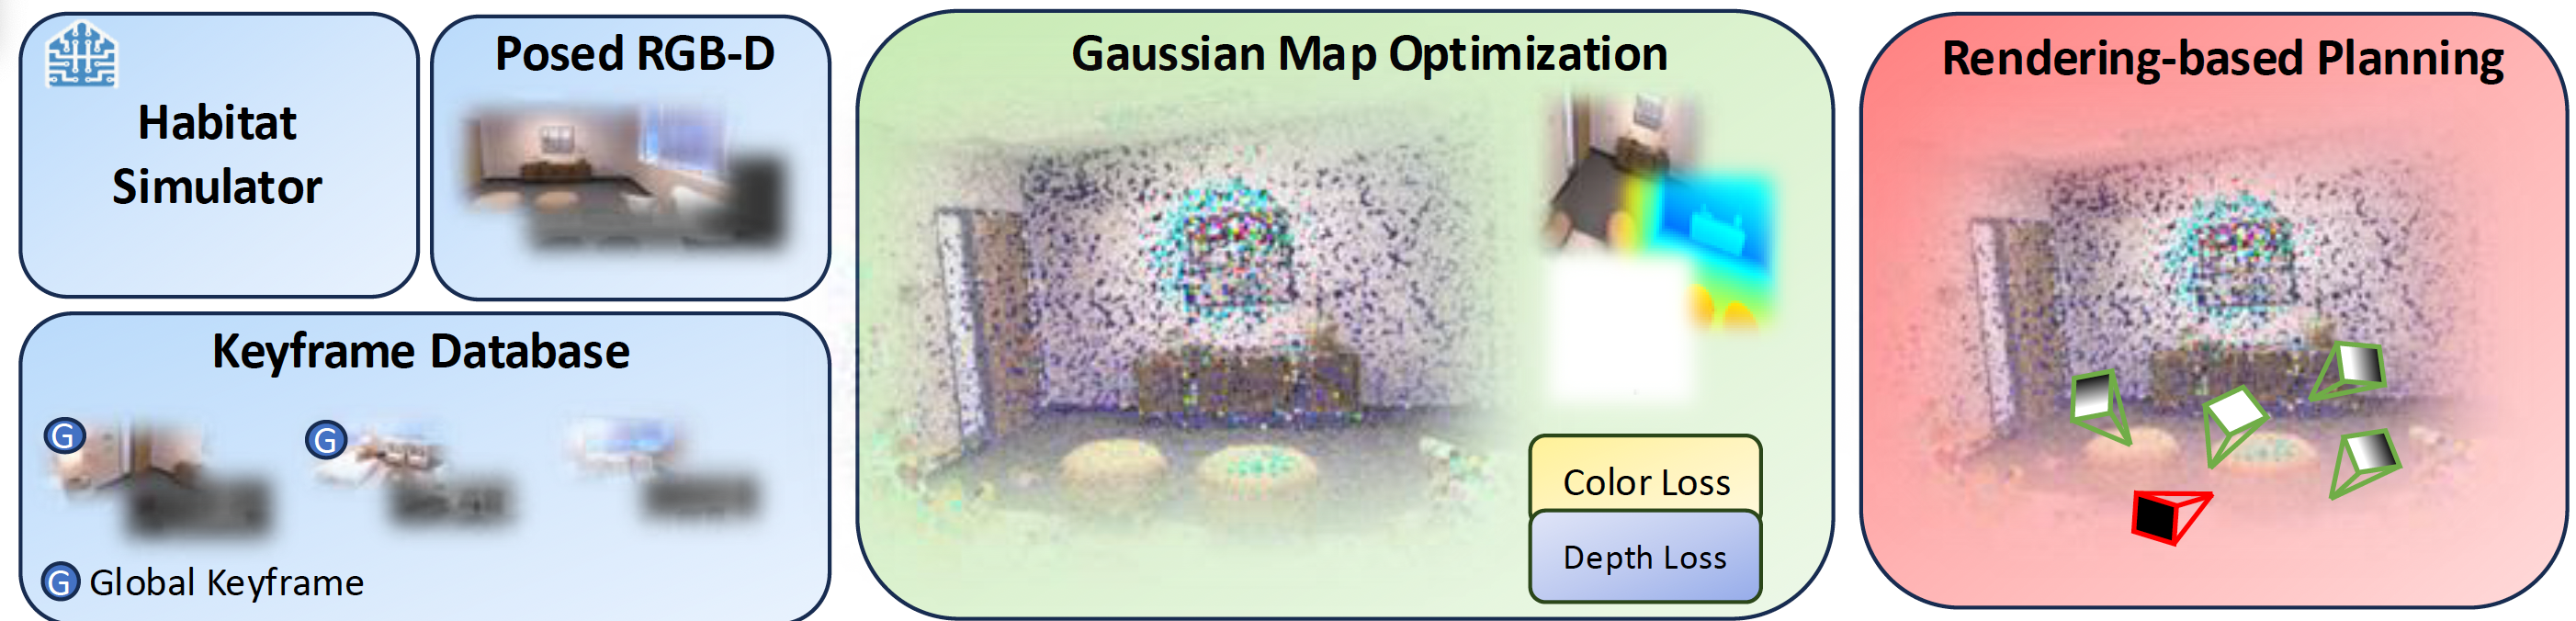 Habitat
Simulator
Posed RGB-D
Keyframe Database
G
G
G Global Keyframe
Gaussian Map Optimization
Color Loss
Depth Loss
Rendering-based Planning